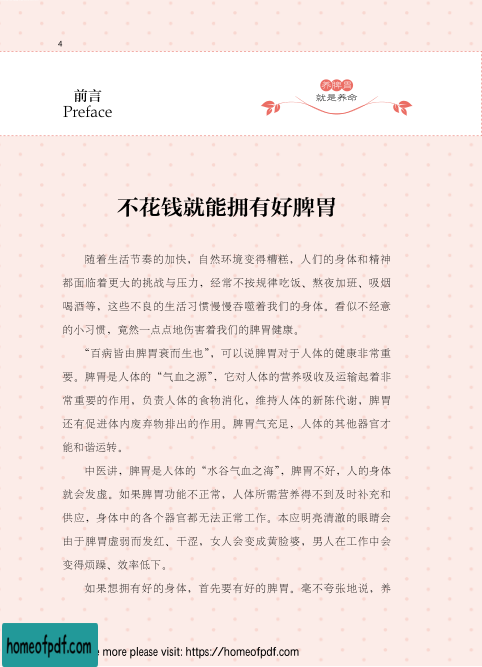 4
前言
Preface
养脾胃
就是养命
不花钱就能拥有好脾胃
随着生活节奏的加快，自然环境变得糟糕，人们的身体和精神
都面临着更大的挑战与压力，经常不按规律吃饭、熬夜加班、吸烟
喝酒等，这些不良的生活习惯慢慢吞噬着我们的身体。看似不经意
的小习惯，竟然一点点地伤害着我们的脾胃健康。
“百病皆由脾胃衰而生也”，可以说脾胃对于人体的健康非常重
要。脾胃是人体的“气血之源”，它对人体的营养吸收及运输起着非
常重要的作用，负责人体的食物消化，维持人体的新陈代谢，脾胃
还有促进体内废弃物排出的作用。脾胃气充足，人体的其他器官才
能和谐运转。
中医讲，脾胃是人体的“水谷气血之海”，脾胃不好，人的身体
就会发虚。如果脾胃功能不正常，人体所需营养得不到及时补充和
供应，身体中的各个器官都无法正常工作。本应明亮清澈的眼睛会
由于脾胃虚弱而发红、干涩，女人会变成黄脸婆，男人在工作中会
变得烦躁、效率低下。
如果想拥有好的身体，首先要有好的脾胃。毫不夸张地说，养
homeofpdf.com
more please visit: https://homeofpdf.com